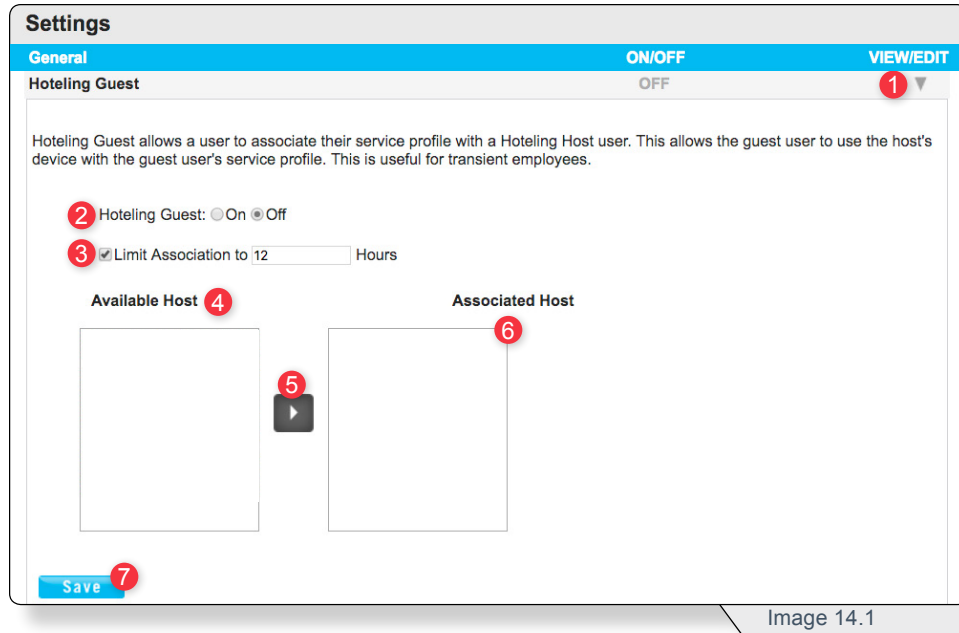 Settings
General ON/OFF VIEW/EDIT
Hoteling Guest OFF 1
Hoteling Guest allows a user to associate their service profile with a Hoteling Host user. This allows the guest user to use the host's
device with the guest user's service profile. This is useful for transient employees.
2 Hoteling Guest: On Off
3 Limit Association to 12 Hours
Available Host 4 Associated Host
6
5
Save 7
Image 14.1